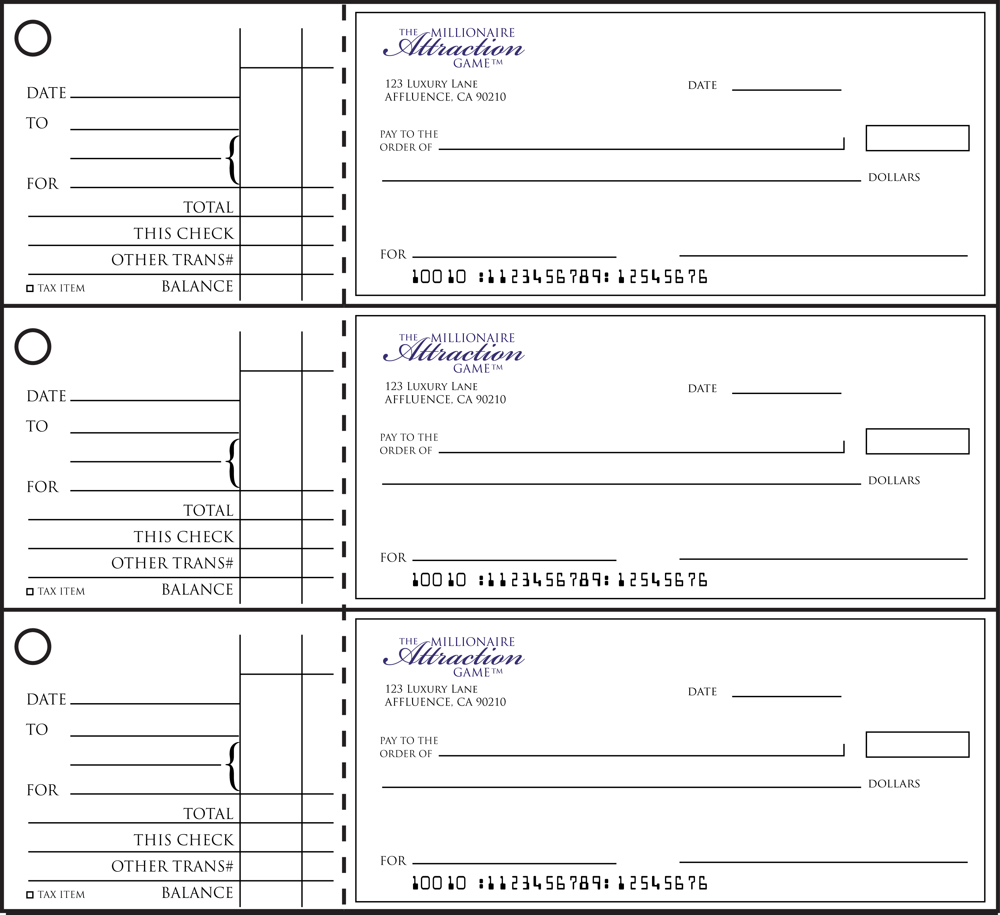 DATE
TO
FOR
TOTAL
THIS CHECK
OTHER TRANS#
TAX ITEM BALANCE
THE MILLIONAIRE
Attraction
GAME™
123 LUXURY LANE
AFFLUENCE, CA 90210
DATE
PAY TO THE
ORDER OF
DOLLARS
FOR
10010 :1123456789: 12545676
DATE
TO
FOR
TOTAL
THIS CHECK
OTHER TRANS#
TAX ITEM BALANCE
THE MILLIONAIRE
Attraction
GAME™
123 LUXURY LANE
AFFLUENCE, CA 90210
DATE
PAY TO THE
ORDER OF
DOLLARS
FOR
10010 :1123456789: 12545676
DATE
TO
FOR
TOTAL
THIS CHECK
OTHER TRANS#
TAX ITEM BALANCE
THE MILLIONAIRE
Attraction
GAME™
123 LUXURY LANE
AFFLUENCE, CA 90210
DATE
PAY TO THE
ORDER OF
DOLLARS
FOR
10010 :1123456789: 12545676